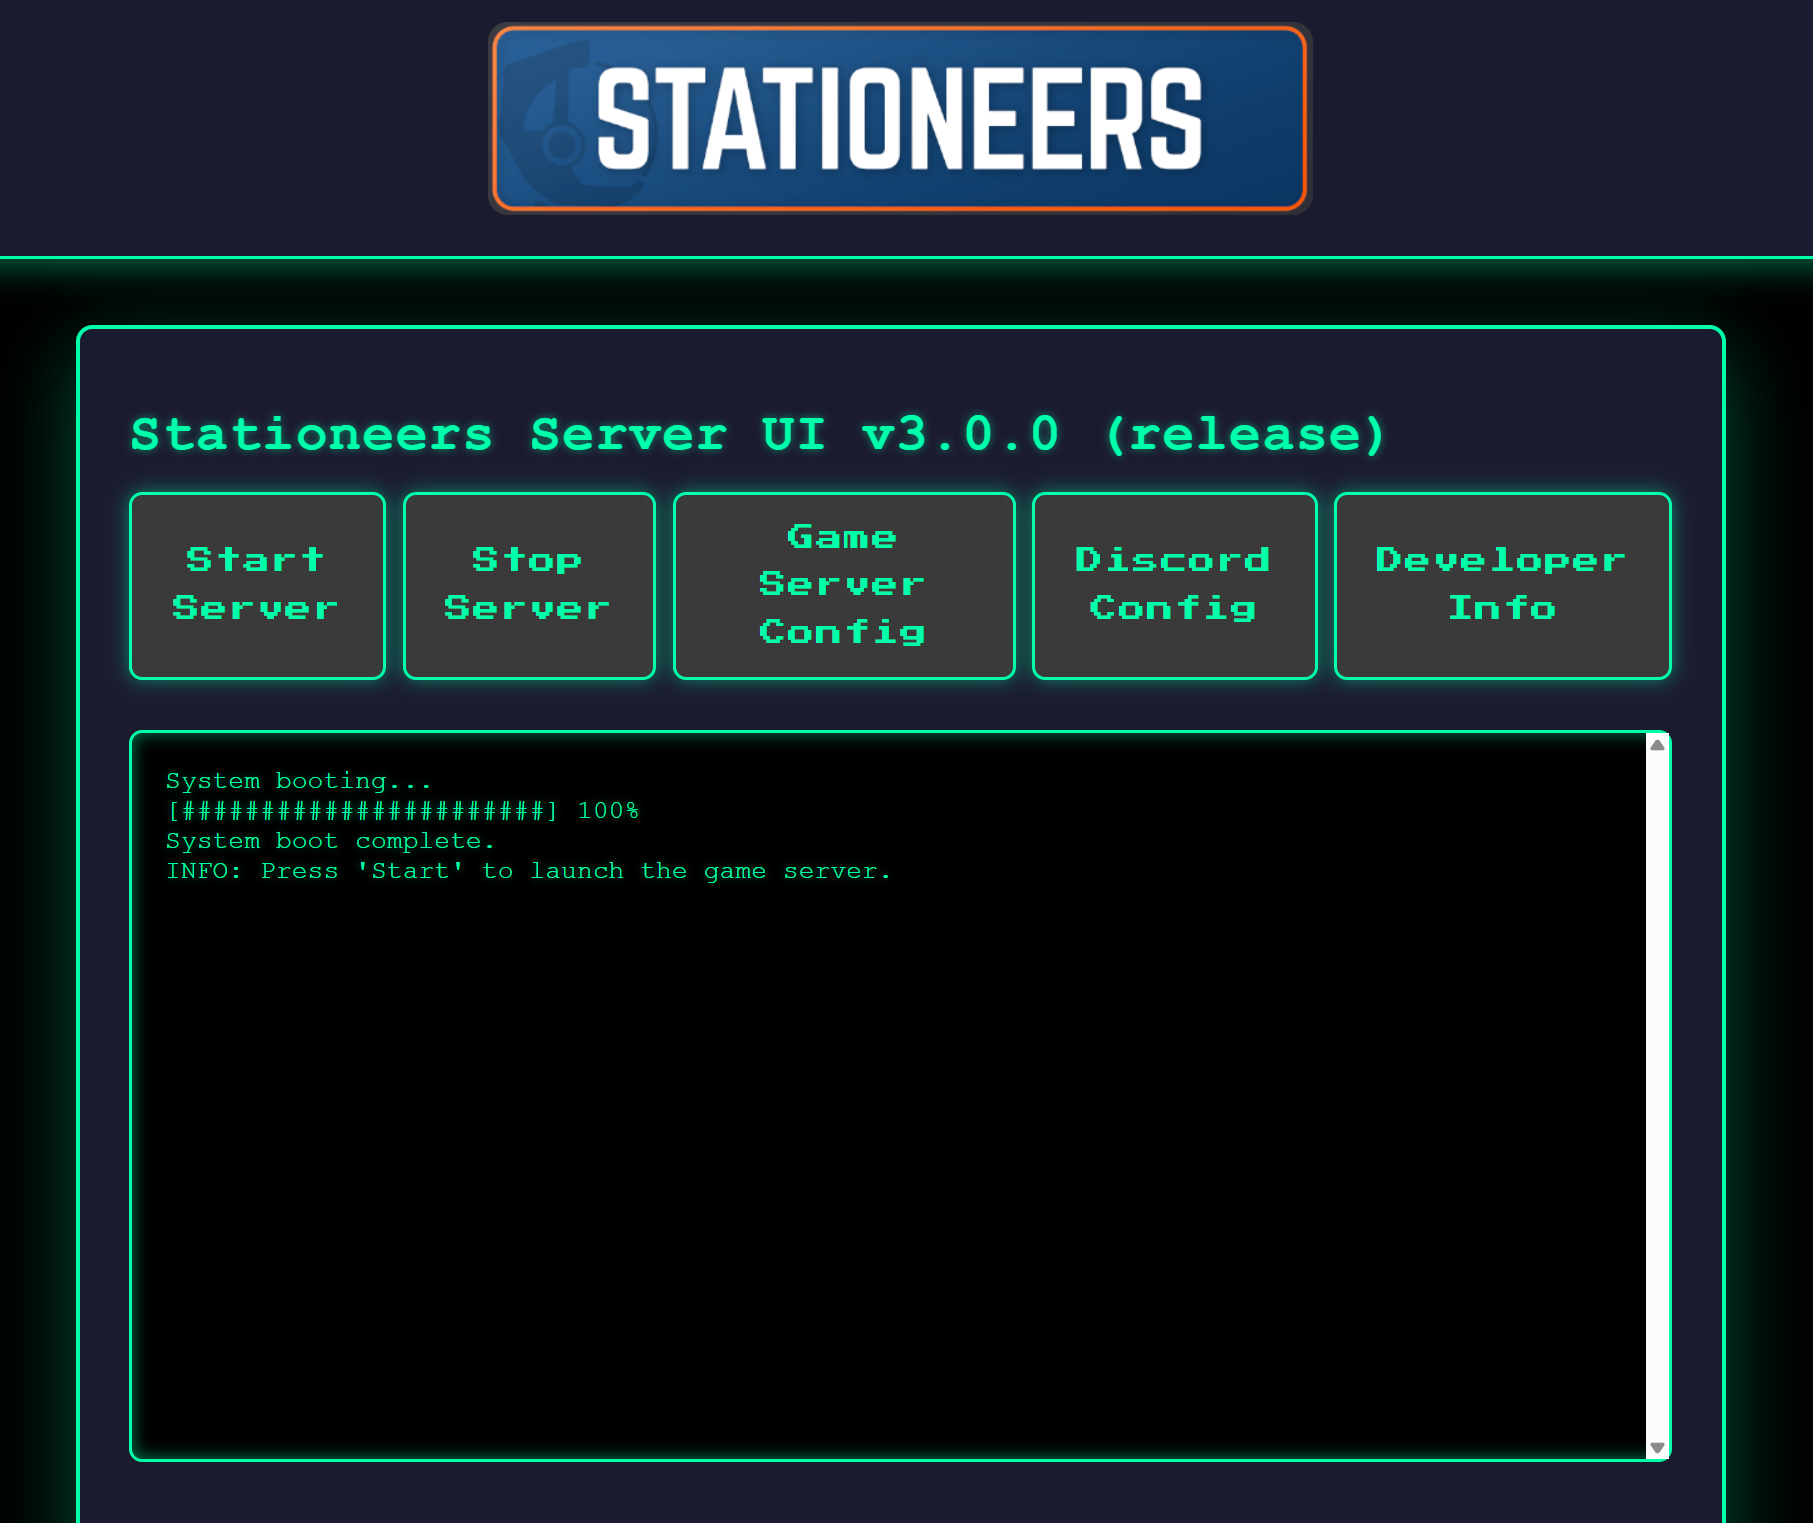 STATIONEERS
Stationeers Server UI v3.0.0 (release)
Start
Server
Stop
Server
Game
Server
Config
Discord
Config
Developer
Info
System booting...
[#######################] 100%
System boot complete.
INFO: Press 'Start' to launch the game server.